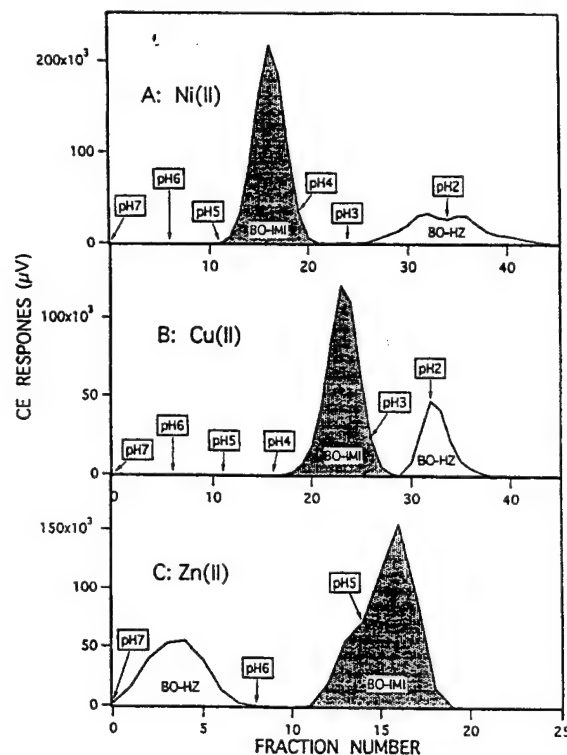 200x10³
A: Ni(II)
100
0
pH7
pH6
pH5
pH4
pH3
pH2
BO-IMI
BO-HZ
10
20
30
40
CE RESPONES (µV)
100x10³
B: Cu(II)
50
0
pH7
pH6
pH5
pH4
pH3
pH2
BO-IMI
BO-HZ
0
10
20
30
40
150x10³
C: Zn(II)
100
50
0
pH7
pH6
pH5
BO-HZ
BO-IMI
0
5
10
15
20
25
FRACTION NUMBER